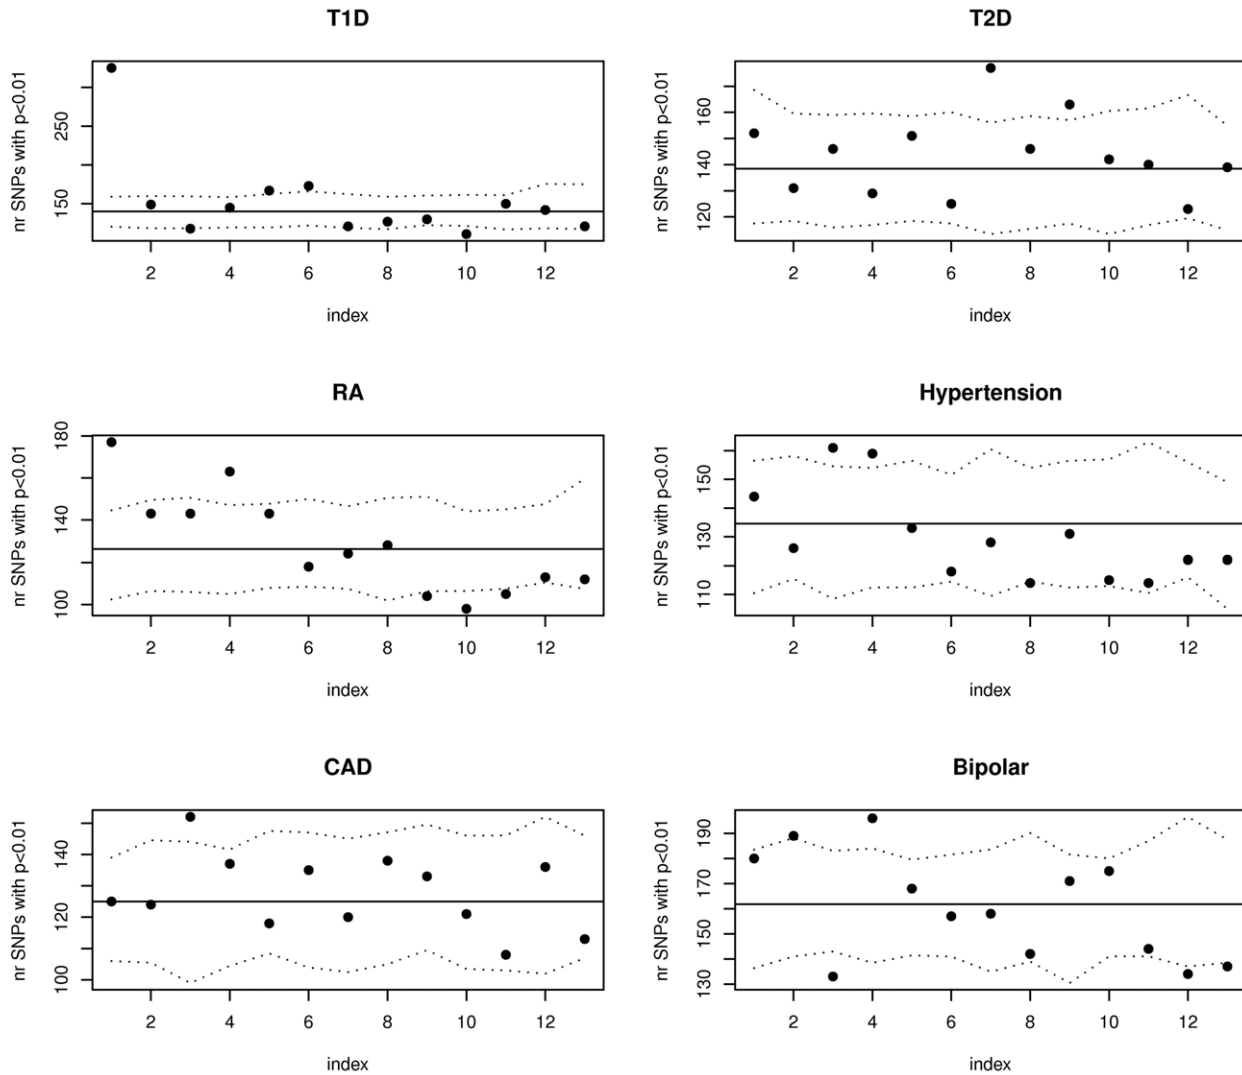 T1D
nr SNPs with p<0.01
150 250
2 4 6 8 10 12
index
T2D
nr SNPs with p<0.01
120 140 160
2 4 6 8 10 12
index
RA
nr SNPs with p<0.01
100 140 180
2 4 6 8 10 12
index
Hypertension
nr SNPs with p<0.01
110 130 150
2 4 6 8 10 12
index
CAD
nr SNPs with p<0.01
100 120 140
2 4 6 8 10 12
index
Bipolar
nr SNPs with p<0.01
130 150 170 190
2 4 6 8 10 12
index